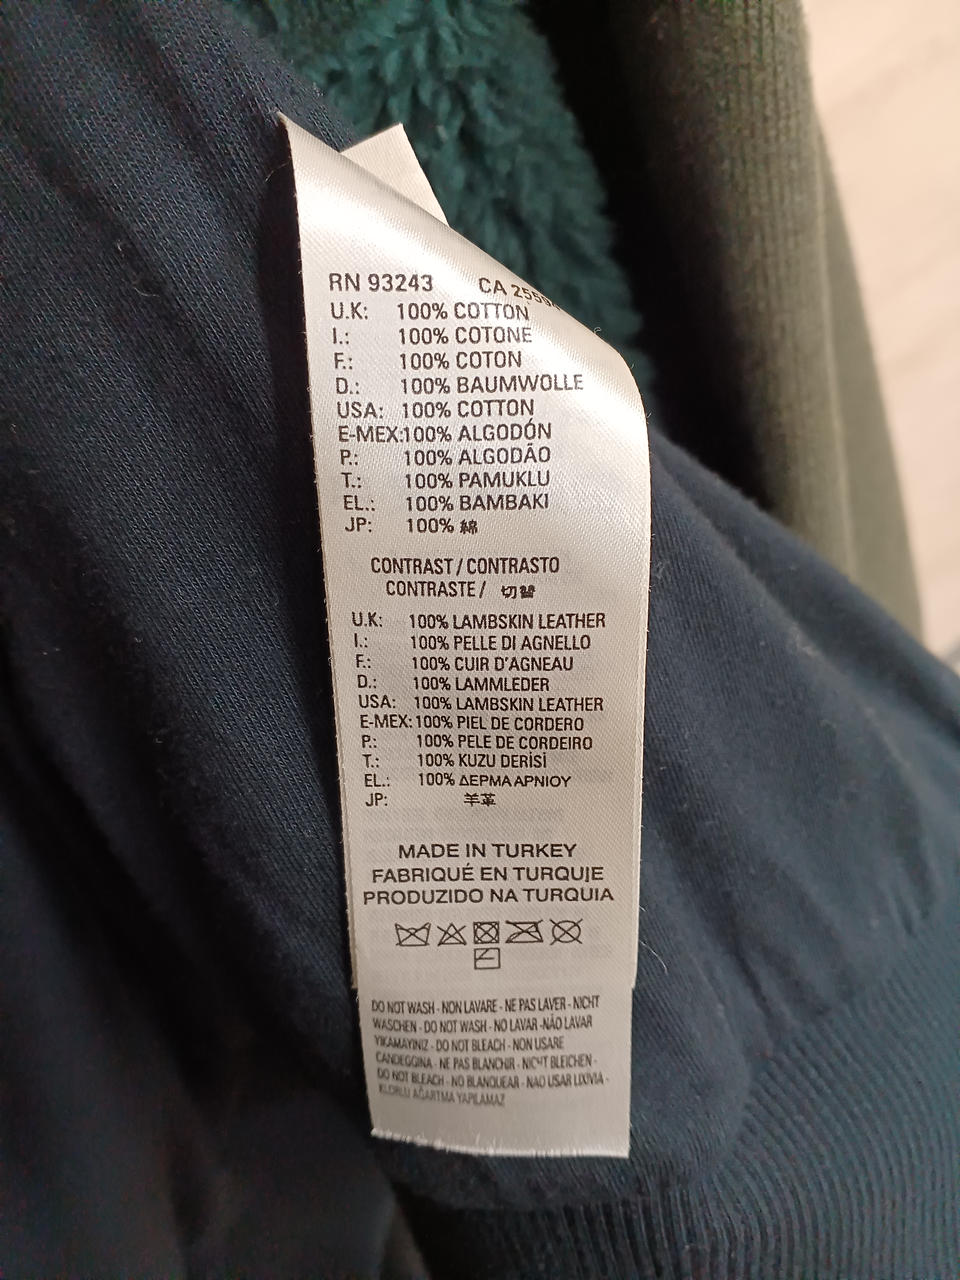 RN 93243 CA
U.K: 100% COTTON
I.: 100% COTONE
F.: 100% COTON
D.: 100% BAUMWOLLE
USA: 100% COTTON
E-MEX: 100% ALGODÓN
P.: 100% ALGODÃO
T.: 100% PAMUKLU
EL.: 100% BAMBAKI
JP: 100% 綿
CONTRAST / CONTRASTO
CONTRASTE / 切替
U.K: 100% LAMBSKIN LEATHER
I.: 100% PELLE DI AGNELLO
F.: 100% CUIR D'AGNEAU
D.: 100% LAMMLEDER
USA: 100% LAMBSKIN LEATHER
E-MEX: 100% PIEL DE CORDERO
P.: 100% PELE DE CORDEIRO
T.: 100% KUZU DERİSİ
EL.: 100% ΔΕΡΜΑ ΑΡΝΙΟΥ
JP: 羊革
MADE IN TURKEY
FABRIQUÉ EN TURQUIE
PRODUZIDO NA TURQUIA
DO NOT WASH - NON LAVARE - NE PAS LAVER - NICHT
WASCHEN - DO NOT WASH - NO LAVAR -NÃO LAVAR
YIKAMAYINIZ - DO NOT BLEACH - NON USARE
CANDEGGINA - NE PAS BLANCHIR - NICHT BLEICHEN -
DO NOT BLEACH - NO BLANQUEAR - NAO USAR LIXIVIA -
KLORLU AĞARTMA YAPILAMAZ